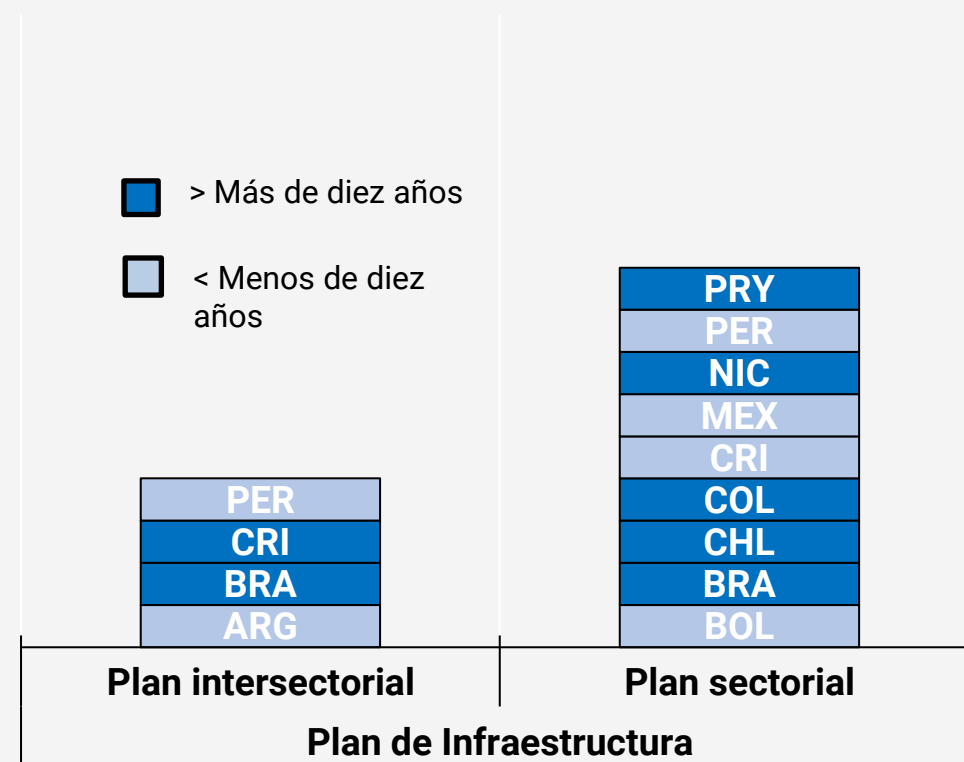 > Más de diez años
< Menos de diez
años
PRY
PER
NIC
MEX
CRI
COL
CHL
BRA
BOL
PER
CRI
BRA
ARG
Plan intersectorial
Plan sectorial
Plan de Infraestructura